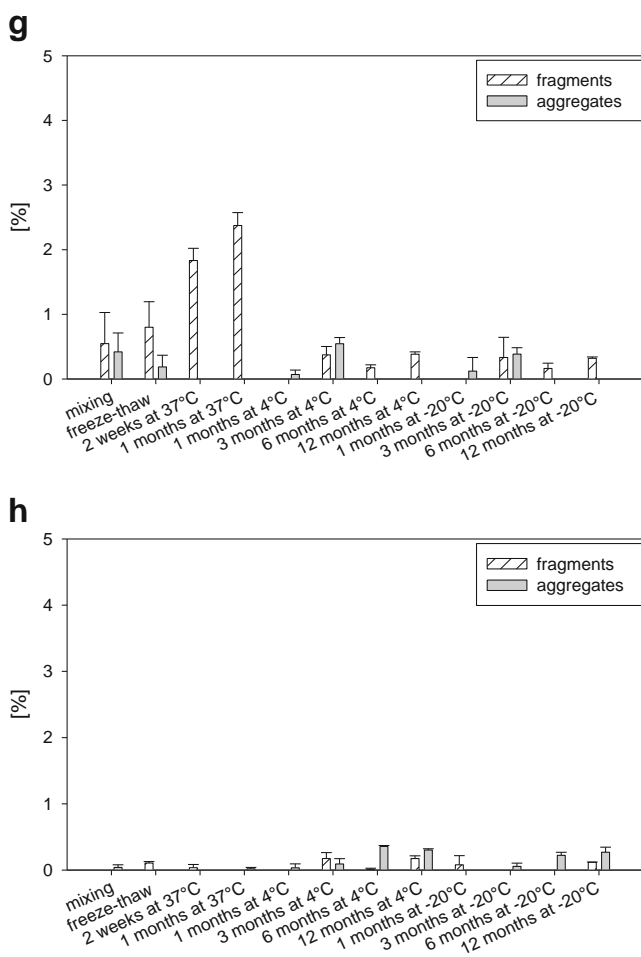 g
5
fragments
aggregates
4
3
[%]
2
1
0
mixing
freeze-thaw
2 weeks at 37°C
1 months at 37°C
1 months at 4°C
3 months at 4°C
6 months at 4°C
12 months at 4°C
1 months at -20°C
3 months at -20°C
6 months at -20°C
12 months at -20°C
h
5
fragments
aggregates
4
3
[%]
2
1
0
mixing
freeze-thaw
2 weeks at 37°C
1 months at 37°C
1 months at 4°C
3 months at 4°C
6 months at 4°C
12 months at 4°C
1 months at -20°C
3 months at -20°C
6 months at -20°C
12 months at -20°C